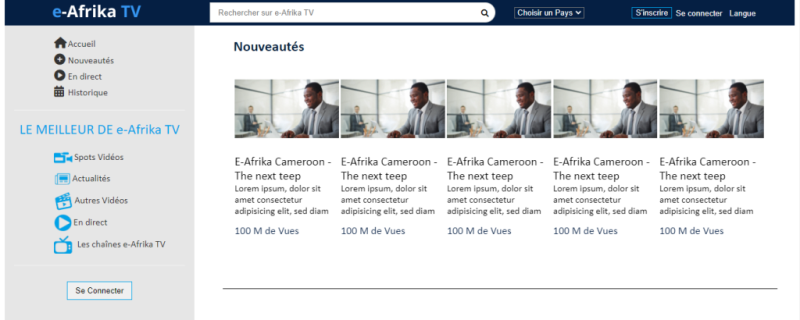 e-Afrika TV
Rechercher sur e-Afrika TV
Choisir un Pays
S'inscrire Se connecter Langue
Accueil
Nouveautés
En direct
Historique
LE MEILLEUR DE e-Afrika TV
Spots Vidéos
Actualités
Autres Vidéos
En direct
Les chaînes e-Afrika TV
Se Connecter
Nouveautés
E-Afrika Cameroon -
The next teep
Lorem ipsum, dolor sit
amet consectetur
adipisicing elit, sed diam
100 M de Vues
E-Afrika Cameroon -
The next teep
Lorem ipsum, dolor sit
amet consectetur
adipisicing elit, sed diam
100 M de Vues
E-Afrika Cameroon -
The next teep
Lorem ipsum, dolor sit
amet consectetur
adipisicing elit, sed diam
100 M de Vues
E-Afrika Cameroon -
The next teep
Lorem ipsum, dolor sit
amet consectetur
adipisicing elit, sed diam
100 M de Vues
E-Afrika Cameroon -
The next teep
Lorem ipsum, dolor sit
amet consectetur
adipisicing elit, sed diam
100 M de Vues